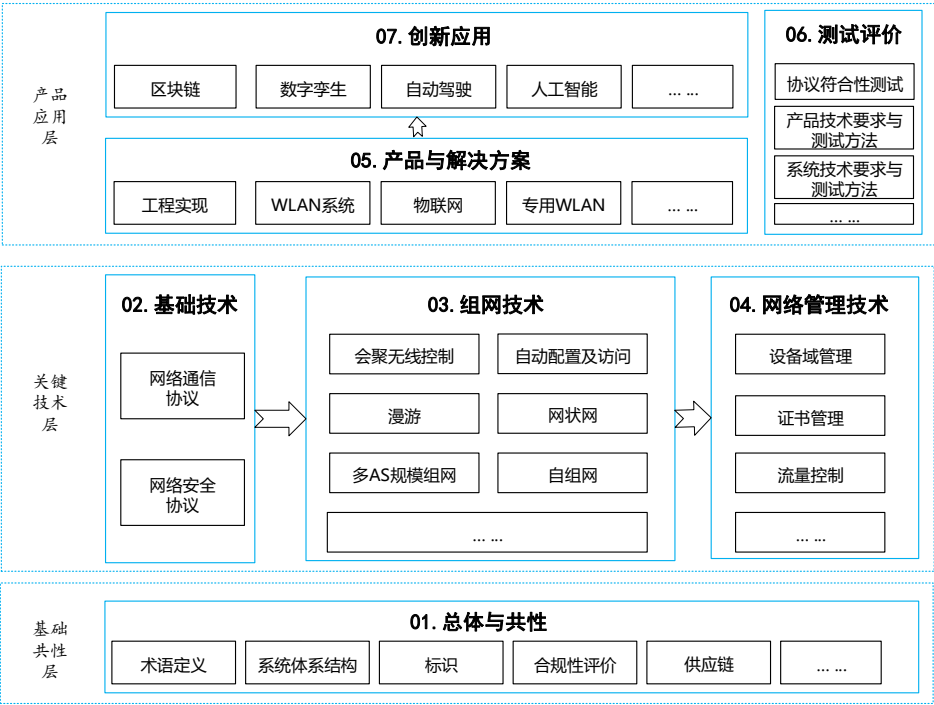 产品
应用
层
07. 创新应用
区块链
数字孪生
自动驾驶
人工智能
... ...
05. 产品与解决方案
工程实现
WLAN系统
物联网
专用WLAN
... ...
06. 测试评价
协议符合性测试
产品技术要求与
测试方法
系统技术要求与
测试方法
... ...
关键
技术
层
02. 基础技术
网络通信
协议
网络安全
协议
03. 组网技术
会聚无线控制
自动配置及访问
漫游
网状网
多AS规模组网
自组网
... ...
04. 网络管理技术
设备域管理
证书管理
流量控制
... ...
基础
共性
层
01. 总体与共性
术语定义
系统体系结构
标识
合规性评价
供应链
... ...